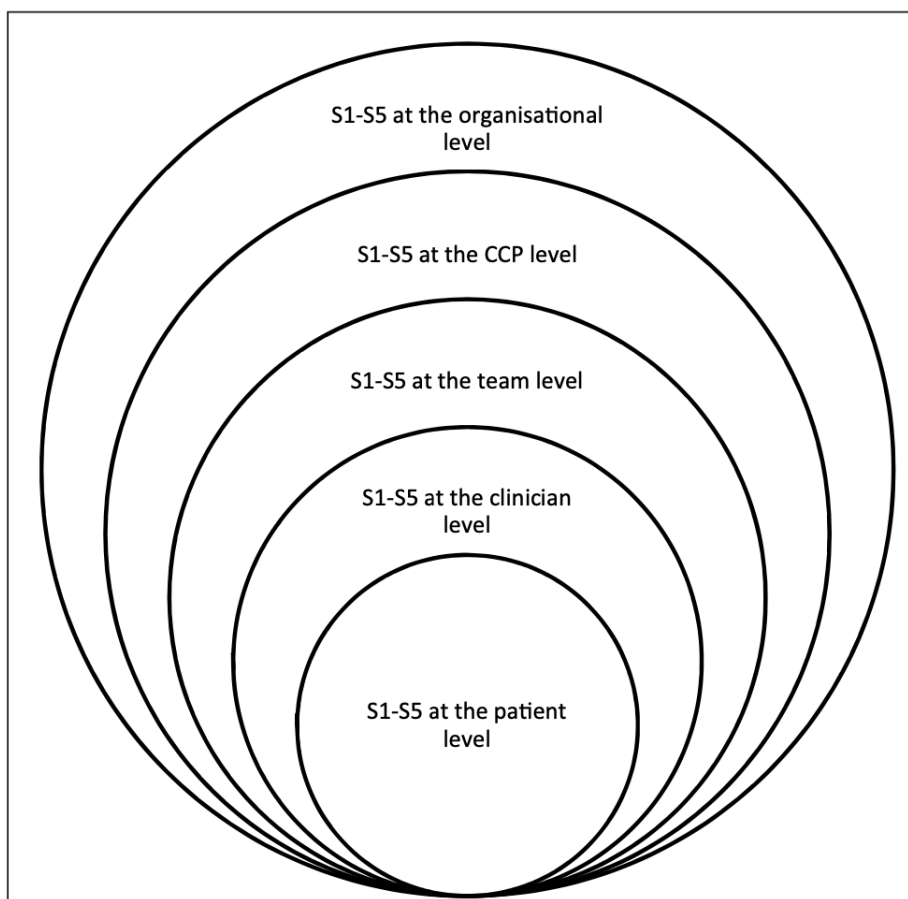 S1-S5 at the organisational
level
S1-S5 at the CCP level
S1-S5 at the team level
S1-S5 at the clinician
level
S1-S5 at the patient
level